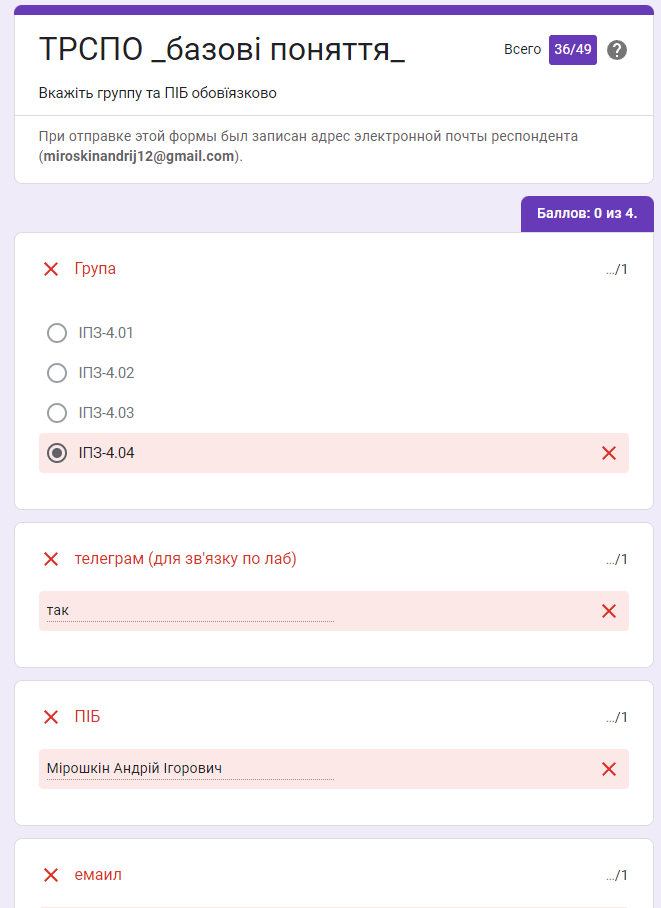 ТРСПО _базові поняття_
Всего 36/49
Вкажіть группу та ПІБ обовїязково
При отправке этой формы был записан адрес электронной почты респондента
(miroskinandrij12@gmail.com).
Баллов: 0 из 4.
Група
.../1
ІПЗ-4.01
ІПЗ-4.02
ІПЗ-4.03
ІПЗ-4.04
телеграм (для зв'язку по лаб)
.../1
так
ПІБ
.../1
Мірошкін Андрій Ігорович
емаил
.../1